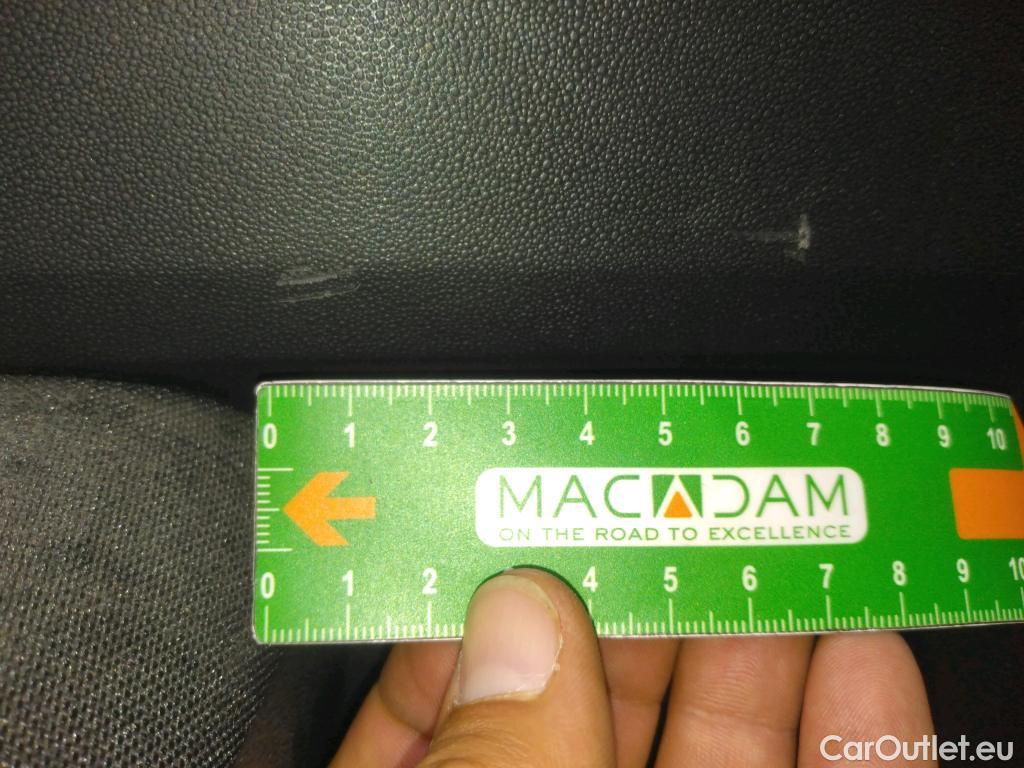 0 1 2 3 4 5 6 7 8 9 10
MACADAM
ON THE ROAD TO EXCELLENCE
0 1 2 4 5 6 7 8 9 10
CarOutlet.eu